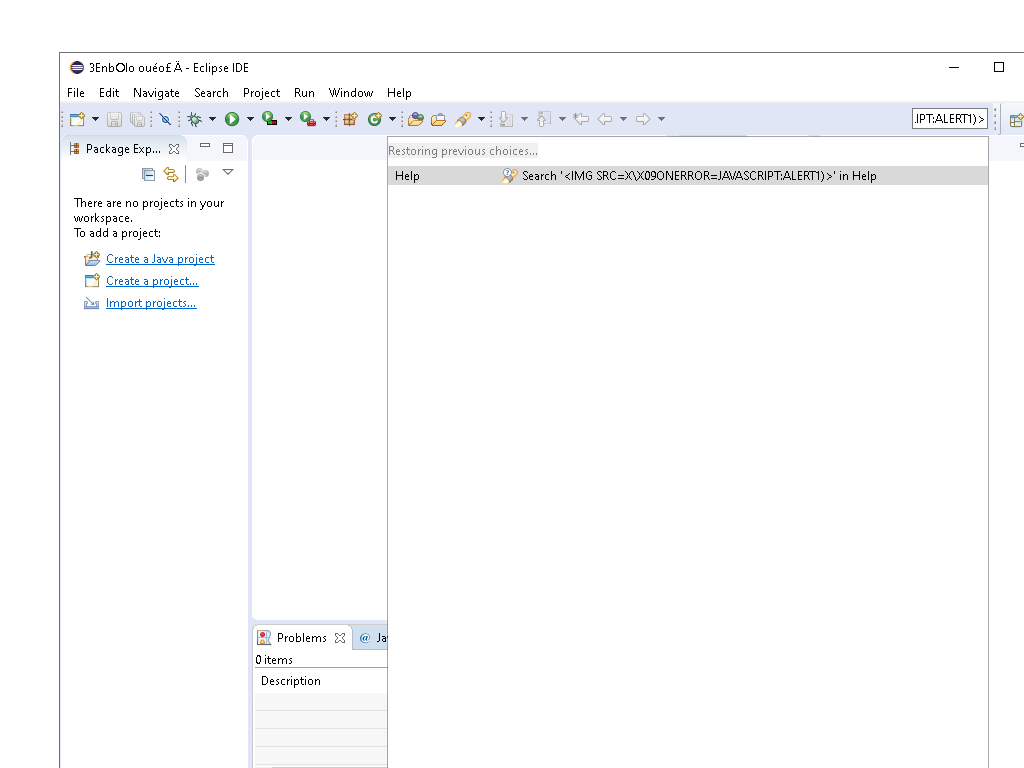 3EnbOlo ouéo£ Ä - Eclipse IDE
File Edit Navigate Search Project Run Window Help
.IPT:ALERT1)>
Package Exp...
Restoring previous choices...
Help Search '<IMG SRC=X\X09ONERROR=JAVASCRIPT:ALERT1)>' in Help
There are no projects in your
workspace.
To add a project:
Create a Java project
Create a project...
Import projects...
Problems @ Ja
0 items
Description